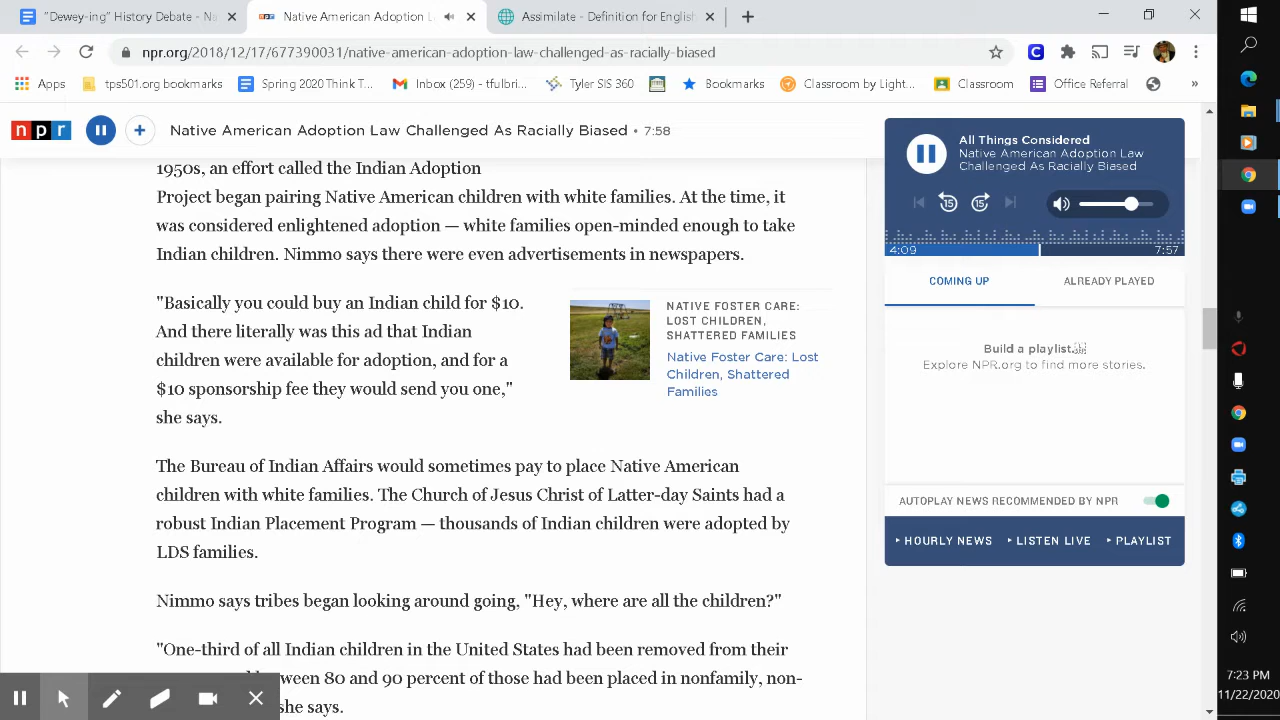 "Dewey-ing" History Debate - Na
Native American Adoption L
Assimilate - Definition for English
npr.org/2018/12/17/677390031/native-american-adoption-law-challenged-as-racially-biased
Apps
tps501.org bookmarks
Spring 2020 Think T...
Inbox (259) - tfulbri...
Tyler SIS 360
Bookmarks
Classroom by Light...
Classroom
Office Referral
»
npr
Native American Adoption Law Challenged As Racially Biased • 7:58
1950s, an effort called the Indian Adoption
Project began pairing Native American children with white families. At the time, it
was considered enlightened adoption — white families open-minded enough to take
Indian children. Nimmo says there were even advertisements in newspapers.
"Basically you could buy an Indian child for $10.
And there literally was this ad that Indian
children were available for adoption, and for a
$10 sponsorship fee they would send you one,"
she says.
NATIVE FOSTER CARE:
LOST CHILDREN,
SHATTERED FAMILIES
Native Foster Care: Lost
Children, Shattered
Families
The Bureau of Indian Affairs would sometimes pay to place Native American
children with white families. The Church of Jesus Christ of Latter-day Saints had a
robust Indian Placement Program — thousands of Indian children were adopted by
LDS families.
Nimmo says tribes began looking around going, "Hey, where are all the children?"
"One-third of all Indian children in the United States had been removed from their
80 and 90 percent of those had been placed in nonfamily, non-
she says.
All Things Considered
Native American Adoption Law
Challenged As Racially Biased
15
15
4:09
7:57
COMING UP
ALREADY PLAYED
Build a playlist.
Explore NPR.org to find more stories.
AUTOPLAY NEWS RECOMMENDED BY NPR
HOURLY NEWS
LISTEN LIVE
PLAYLIST
7:23 PM
11/22/2020